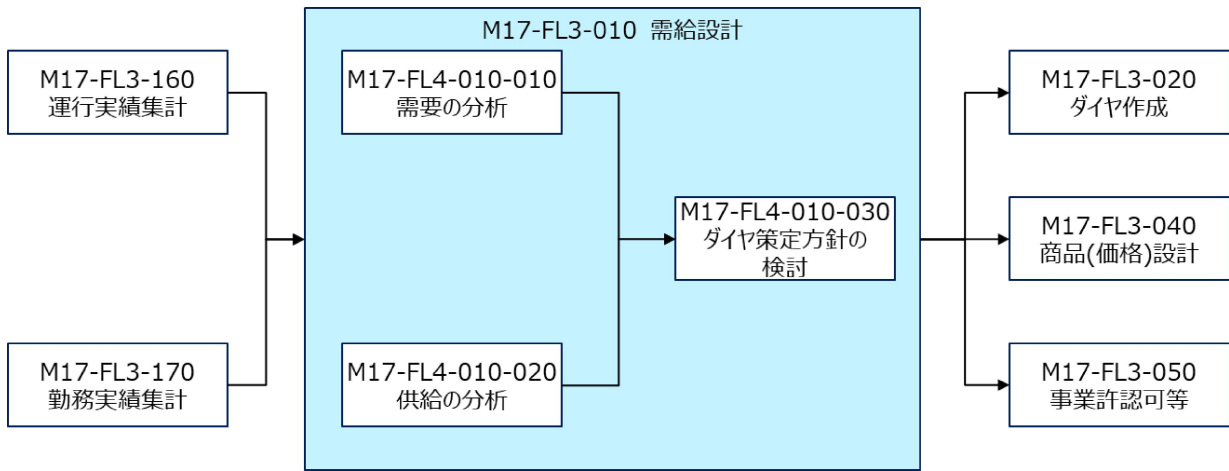 M17-FL3-010 需給設計
M17-FL3-160
運行実績集計
M17-FL3-170
勤務実績集計
M17-FL4-010-010
需要の分析
M17-FL4-010-020
供給の分析
M17-FL4-010-030
ダイヤ策定方針の
検討
M17-FL3-020
ダイヤ作成
M17-FL3-040
商品(価格)設計
M17-FL3-050
事業許認可等